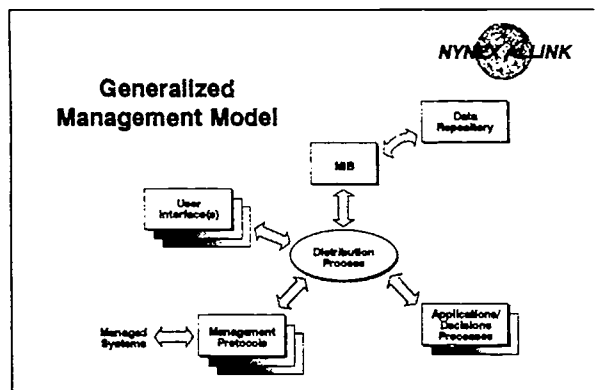 NYNEX LINK
Generalized
Management Model
Data
Repository
MIB
User
Interface(s)
Distribution
Process
Managed
Systems
Management
Protocols
Applications/
Decisions
Processes